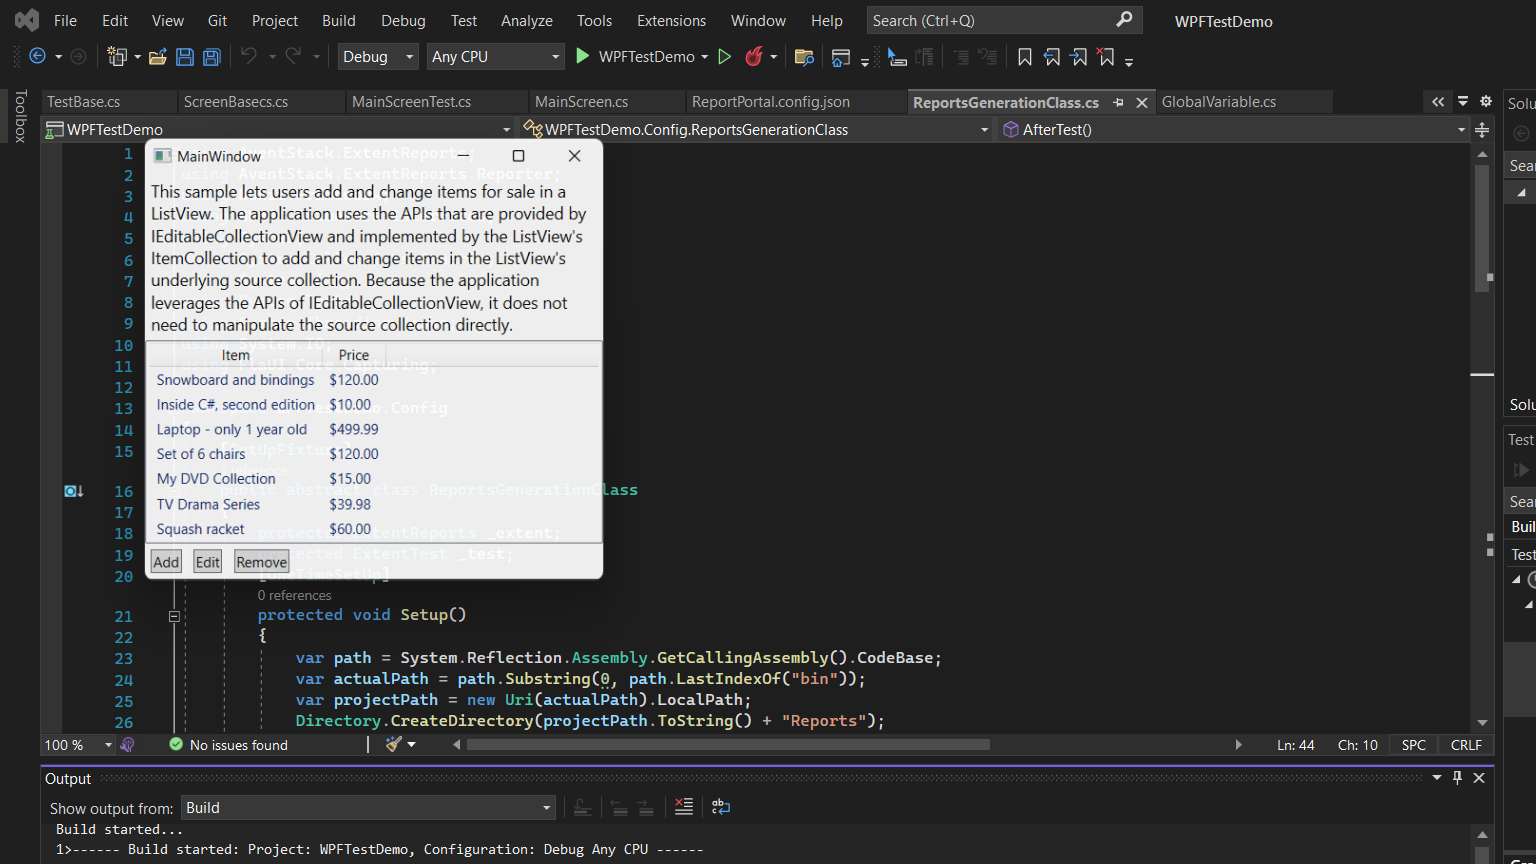 File Edit View Git Project Build Debug Test Analyze Tools Extensions Window Help Search (Ctrl+Q) WPFTestDemo
Debug Any CPU WPFTestDemo
Toolbox
TestBase.cs ScreenBasecs.cs MainScreenTest.cs MainScreen.cs ReportPortal.config.json ReportsGenerationClass.cs GlobalVariable.cs
WPFTestDemo WPFTestDemo.Config.ReportsGenerationClass AfterTest()
MainWindow
This sample lets users add and change items for sale in a
ListView. The application uses the APIs that are provided by
IEditableCollectionView and implemented by the ListView's
ItemCollection to add and change items in the ListView's
underlying source collection. Because the application
leverages the APIs of IEditableCollectionView, it does not
need to manipulate the source collection directly.
Item Price
Snowboard and bindings $120.00
Inside C#, second edition $10.00
Laptop - only 1 year old $499.99
Set of 6 chairs $120.00
My DVD Collection $15.00
TV Drama Series $39.98
Squash racket $60.00
Add Edit Remove
1 using AventStack.ExtentReports;
2 using AventStack.ExtentReports.Reporter;
3
4
5
6
7
8
9
10 using System.IO;
11 using FlaUI.Core.Capturing;
12
13 .Config
14
15
16 public abstract class ReportsGenerationClass
17
18 protected ExtentReports _extent;
19 protected ExtentTest _test;
20 [OneTimeSetUp]
0 references
21 protected void Setup()
22 {
23 var path = System.Reflection.Assembly.GetCallingAssembly().CodeBase;
24 var actualPath = path.Substring(0, path.LastIndexOf("bin"));
25 var projectPath = new Uri(actualPath).LocalPath;
26 Directory.CreateDirectory(projectPath.ToString() + "Reports");
100 % No issues found Ln: 44 Ch: 10 SPC CRLF
Output
Show output from: Build
Build started...
1>------ Build started: Project: WPFTestDemo, Configuration: Debug Any CPU ------
Solu
Sear
Solu
Test
Sear
Buil
Test